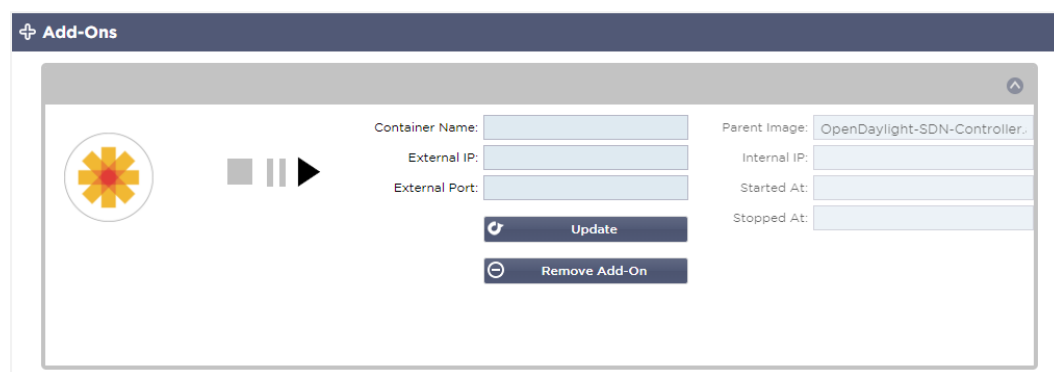 Add-Ons
Container Name:
Parent Image: OpenDaylight-SDN-Controller
External IP:
Internal IP:
External Port:
Started At:
Stopped At:
Update
Remove Add-On